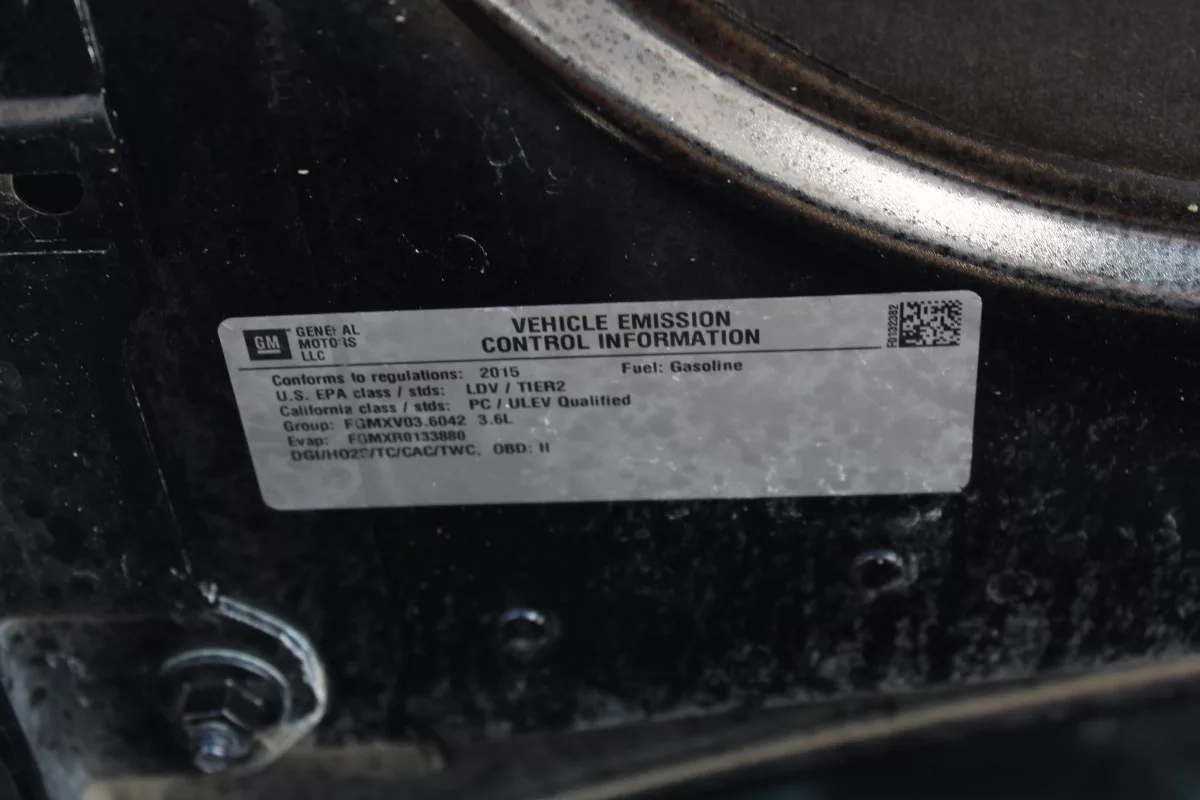 GM
GENERAL
MOTORS
LLC
VEHICLE EMISSION
CONTROL INFORMATION
F0132382
Conforms to regulations: 2015 Fuel: Gasoline
U.S. EPA class / stds: LDV / TIER2
California class / stds: PC / ULEV Qualified
Group: FGMXV03.6042 3.6L
Evap: FGMXR0133880
DGI/HO2S/TC/CAC/TWC, OBD: II